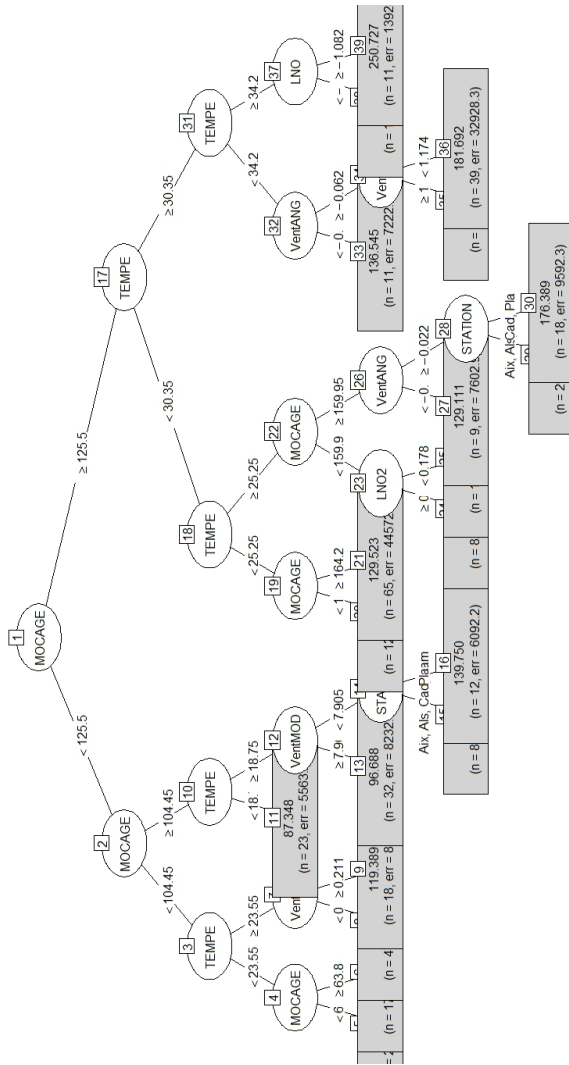 1
MOCAGE
< 125.5
≥ 125.5
2
MOCAGE
< 104.45
≥ 104.45
3
TEMPE
< 23.55
≥ 23.55
4
MOCAGE
≥ 63.8
(n = 4
9
≥ 0.211
119.389
(n = 18, err = 8
10
TEMPE
≥ 18.75
11
87.348
(n = 23, err = 5563
12
VentMOD
< 7.905
13
96.688
(n = 32, err = 8232
Aix, Als, Cad
Plaam
(n = 8
16
139.750
(n = 12, err = 6092.2)
17
TEMPE
< 30.35
≥ 30.35
18
TEMPE
< 25.25
≥ 25.25
19
MOCAGE
≥ 164.2
(n = 12
21
129.523
(n = 65, err = 44572
22
MOCAGE
< 159.9
≥ 159.95
23
LNO2
< 0.178
(n = 8
26
VentANG
≥ −0.022
27
129.111
(n = 9, err = 7602.
28
STATION
Aix, Als
Cad, Pla
(n = 2
30
176.389
(n = 18, err = 9592.3)
31
TEMPE
< 34.2
≥ 34.2
32
VentANG
≥ −0.062
33
136.545
(n = 11, err = 7222.
< 1.174
(n =
36
181.692
(n = 39, err = 32928.3)
37
LNO
≥ −1.082
39
250.727
(n = 11, err = 1392